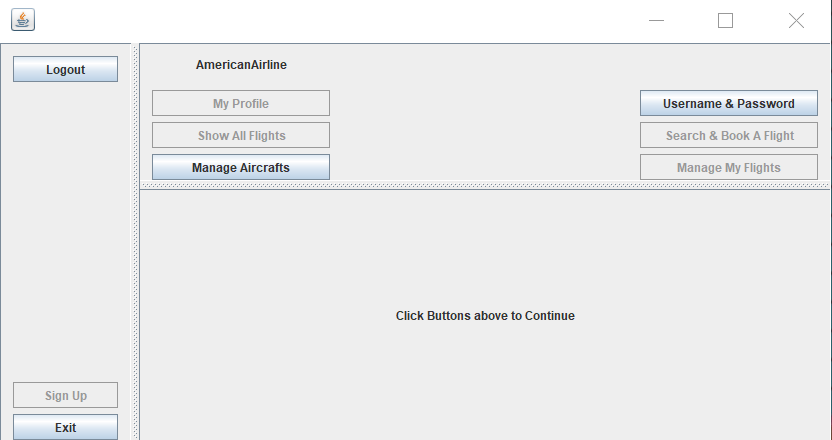 Logout
AmericanAirline
My Profile
Username & Password
Show All Flights
Search & Book A Flight
Manage Aircrafts
Manage My Flights
Click Buttons above to Continue
Sign Up
Exit